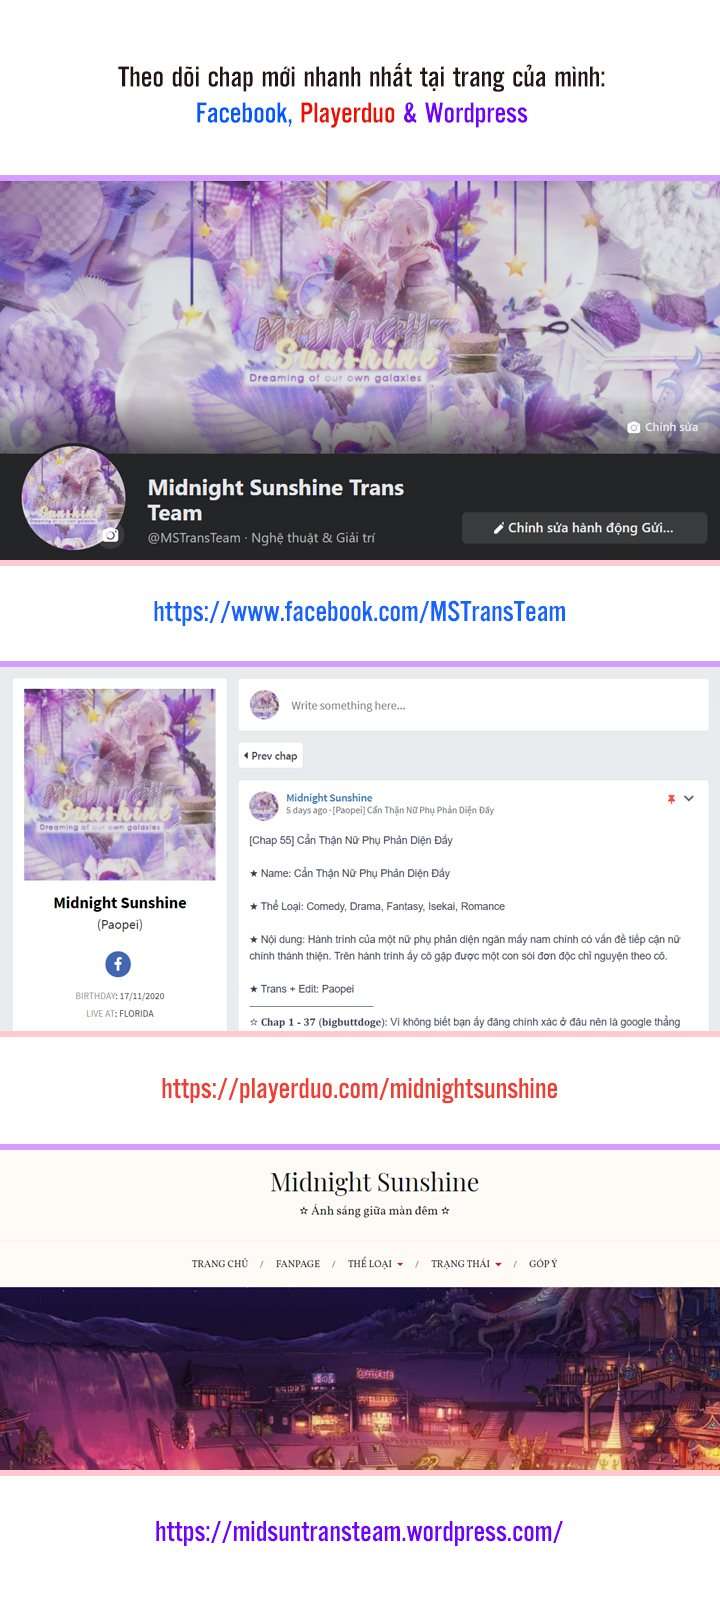 Theo dõi chap mới nhanh nhất tại trang của mình:
Facebook, Playerduo & Wordpress
MIDNIGHT
Sunshine
Dreaming of our own galaxies
Chỉnh sửa
Sunshine
Midnight Sunshine Trans
Team
@MSTransTeam · Nghệ thuật & Giải trí
Chỉnh sửa hành động Gửi...
https://www.facebook.com/MSTransTeam
MIDNIGHT
Sunshine
Dreaming of our own galaxies
Midnight Sunshine
(Paopei)
BIRTHDAY: 17/11/2020
LIVE AT: FLORIDA
Write something here...
Prev chap
Midnight Sunshine
5 days ago - [Paopei] Cẩn Thận Nữ Phụ Phản Diện Đấy
[Chap 55] Cẩn Thận Nữ Phụ Phản Diện Đấy
★ Name: Cẩn Thận Nữ Phụ Phản Diện Đấy
★ Thể Loại: Comedy, Drama, Fantasy, Isekai, Romance
★ Nội dung: Hành trình của một nữ phụ phản diện ngăn mấy nam chính có vấn đề tiếp cận nữ
chính thánh thiện. Trên hành trình ấy cô gặp được một con sói đơn độc chỉ nguyện theo cô.
★ Trans + Edit: Paopei
☆ Chap 1 - 37 (bigbuttdoge): Vì không biết bạn ấy đăng chính xác ở đâu nên là google thẳng
https://playerduo.com/midnightsunshine
Midnight Sunshine
☆ Ánh sáng giữa màn đêm ☆
TRANG CHỦ / FANPAGE / THỂ LOẠI / TRẠNG THÁI / GÓP Ý
https://midsuntransteam.wordpress.com/